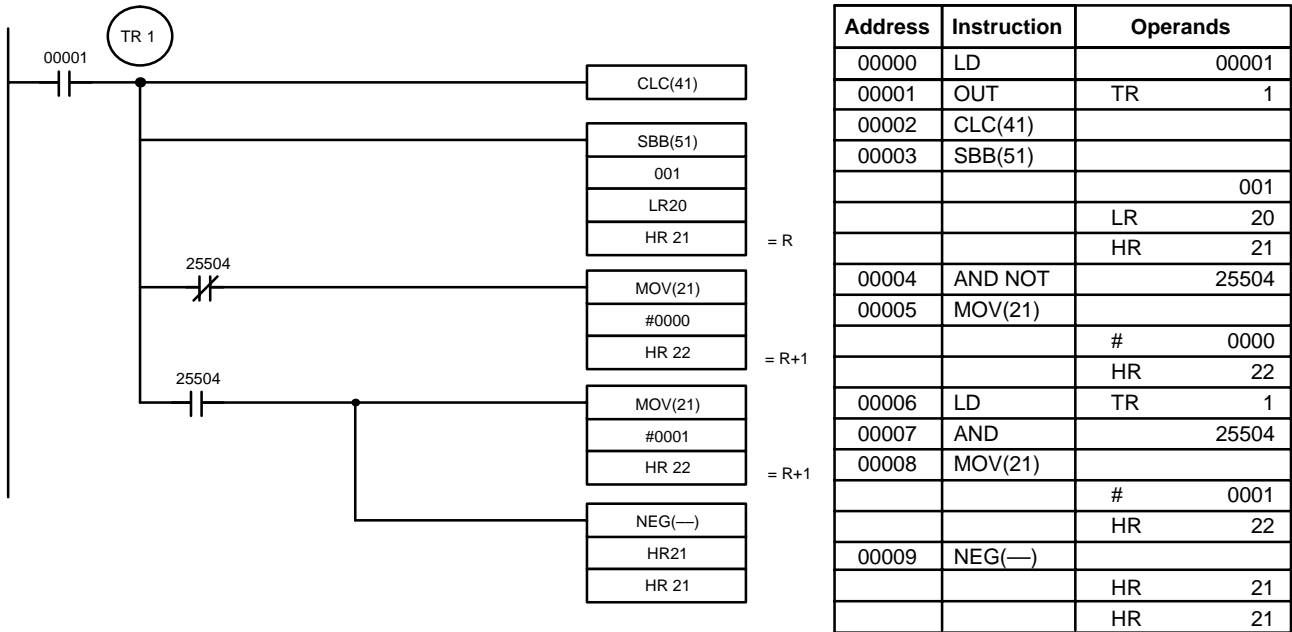 TR 1
00001
CLC(41)
SBB(51)
001
LR20
HR 21
= R
25504
MOV(21)
#0000
HR 22
= R+1
25504
MOV(21)
#0001
HR 22
= R+1
NEG(—)
HR21
HR 21
Address Instruction Operands
00000 LD 00001
00001 OUT TR 1
00002 CLC(41)
00003 SBB(51)
001
LR 20
HR 21
00004 AND NOT 25504
00005 MOV(21)
# 0000
HR 22
00006 LD TR 1
00007 AND 25504
00008 MOV(21)
# 0001
HR 22
00009 NEG(—)
HR 21
HR 21